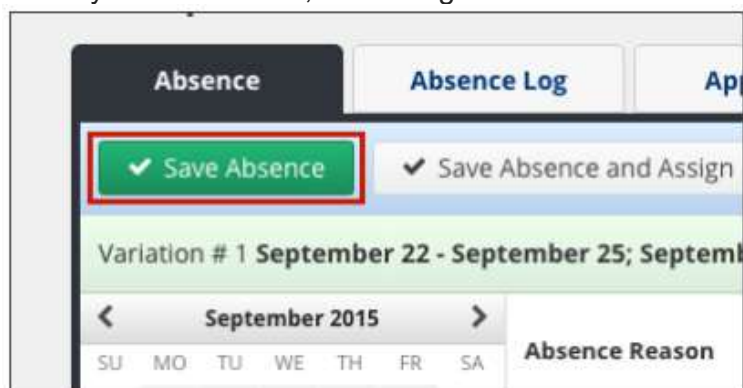 Absence Absence Log
Save Absence Save Absence and Assign
Variation # 1 September 22 - September 25;
September 2015
SU MO TU WE TH FR SA
Absence Reason